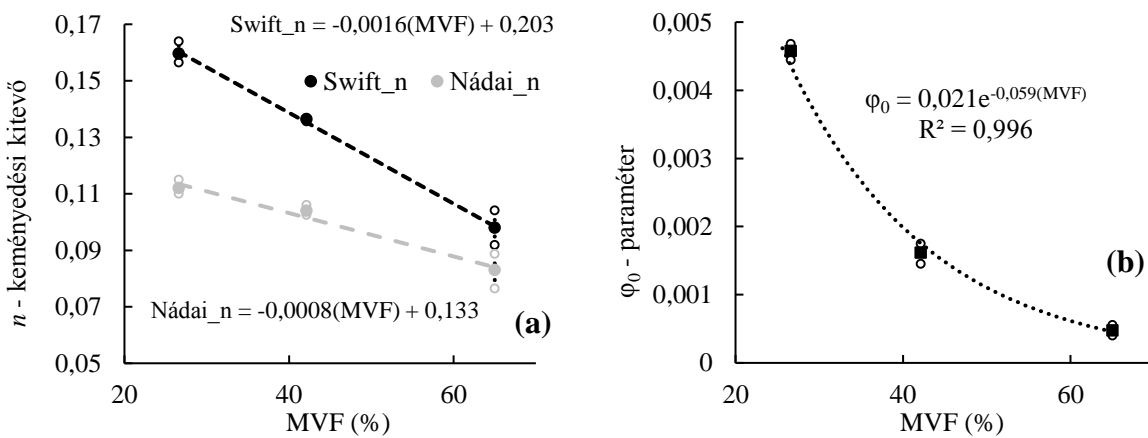 0,17
0,15
0,13
0,11
0,09
0,07
0,05
n - keményedési kitevő
Swift_n = -0,0016(MVF) + 0,203
Swift_n
Nádai_n
Nádai_n = -0,0008(MVF) + 0,133
(a)
20
40
60
MVF (%)
0,005
0,004
0,003
0,002
0,001
0
φ₀ - paraméter
φ₀ = 0,021e^-0,059(MVF)
R² = 0,996
(b)
20
40
60
MVF (%)